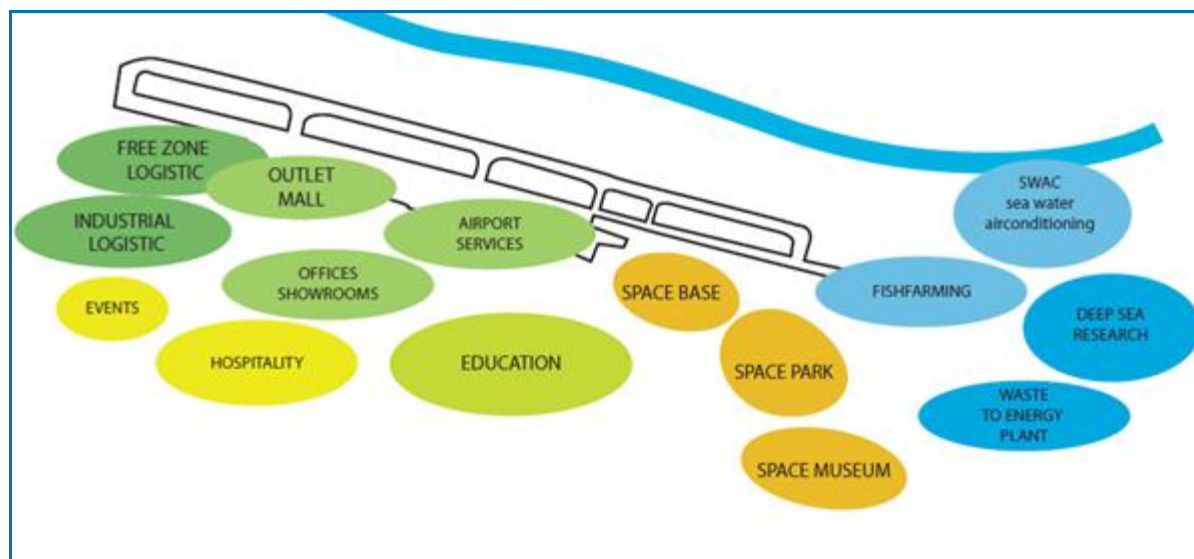 FREE ZONE
LOGISTIC
OUTLET
MALL
INDUSTRIAL
LOGISTIC
AIRPORT
SERVICES
OFFICES
SHOWROOMS
EVENTS
HOSPITALITY
EDUCATION
SPACE BASE
SPACE PARK
SPACE MUSEUM
SWAC
sea water
airconditioning
FISHFARMING
DEEP SEA
RESEARCH
WASTE
TO ENERGY
PLANT